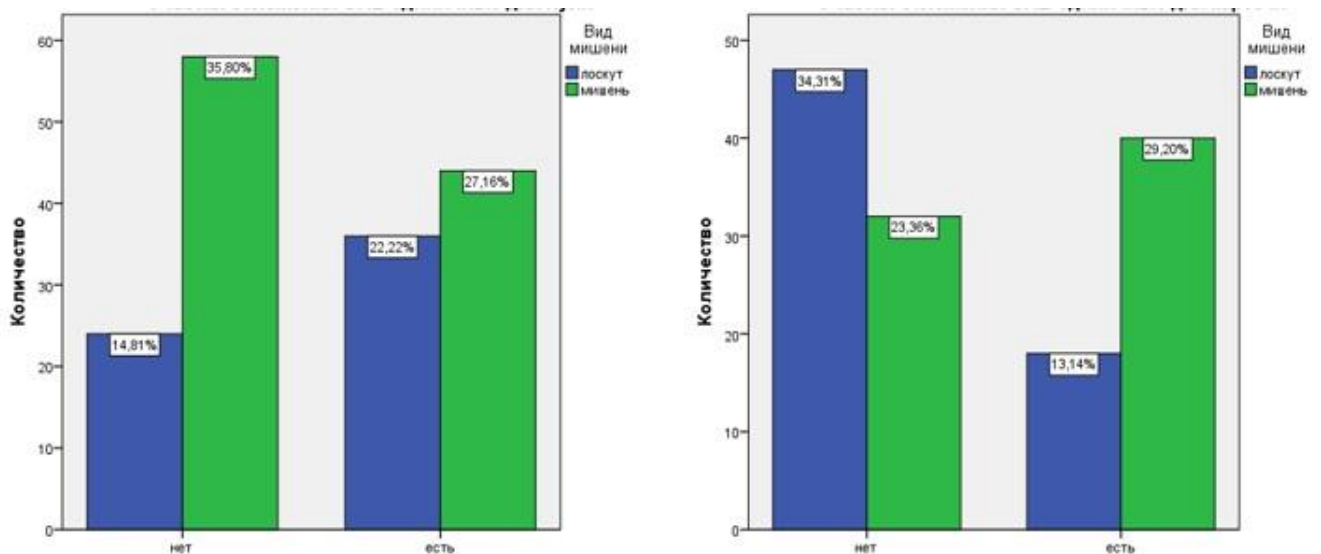 Вид
мишени
лоскут
мишень
Количество
60
50
40
30
20
10
0
35,80%
27,16%
22,22%
14,81%
нет
есть
Вид
мишени
лоскут
мишень
Количество
50
40
30
20
10
0
34,31%
29,20%
23,36%
13,14%
нет
есть